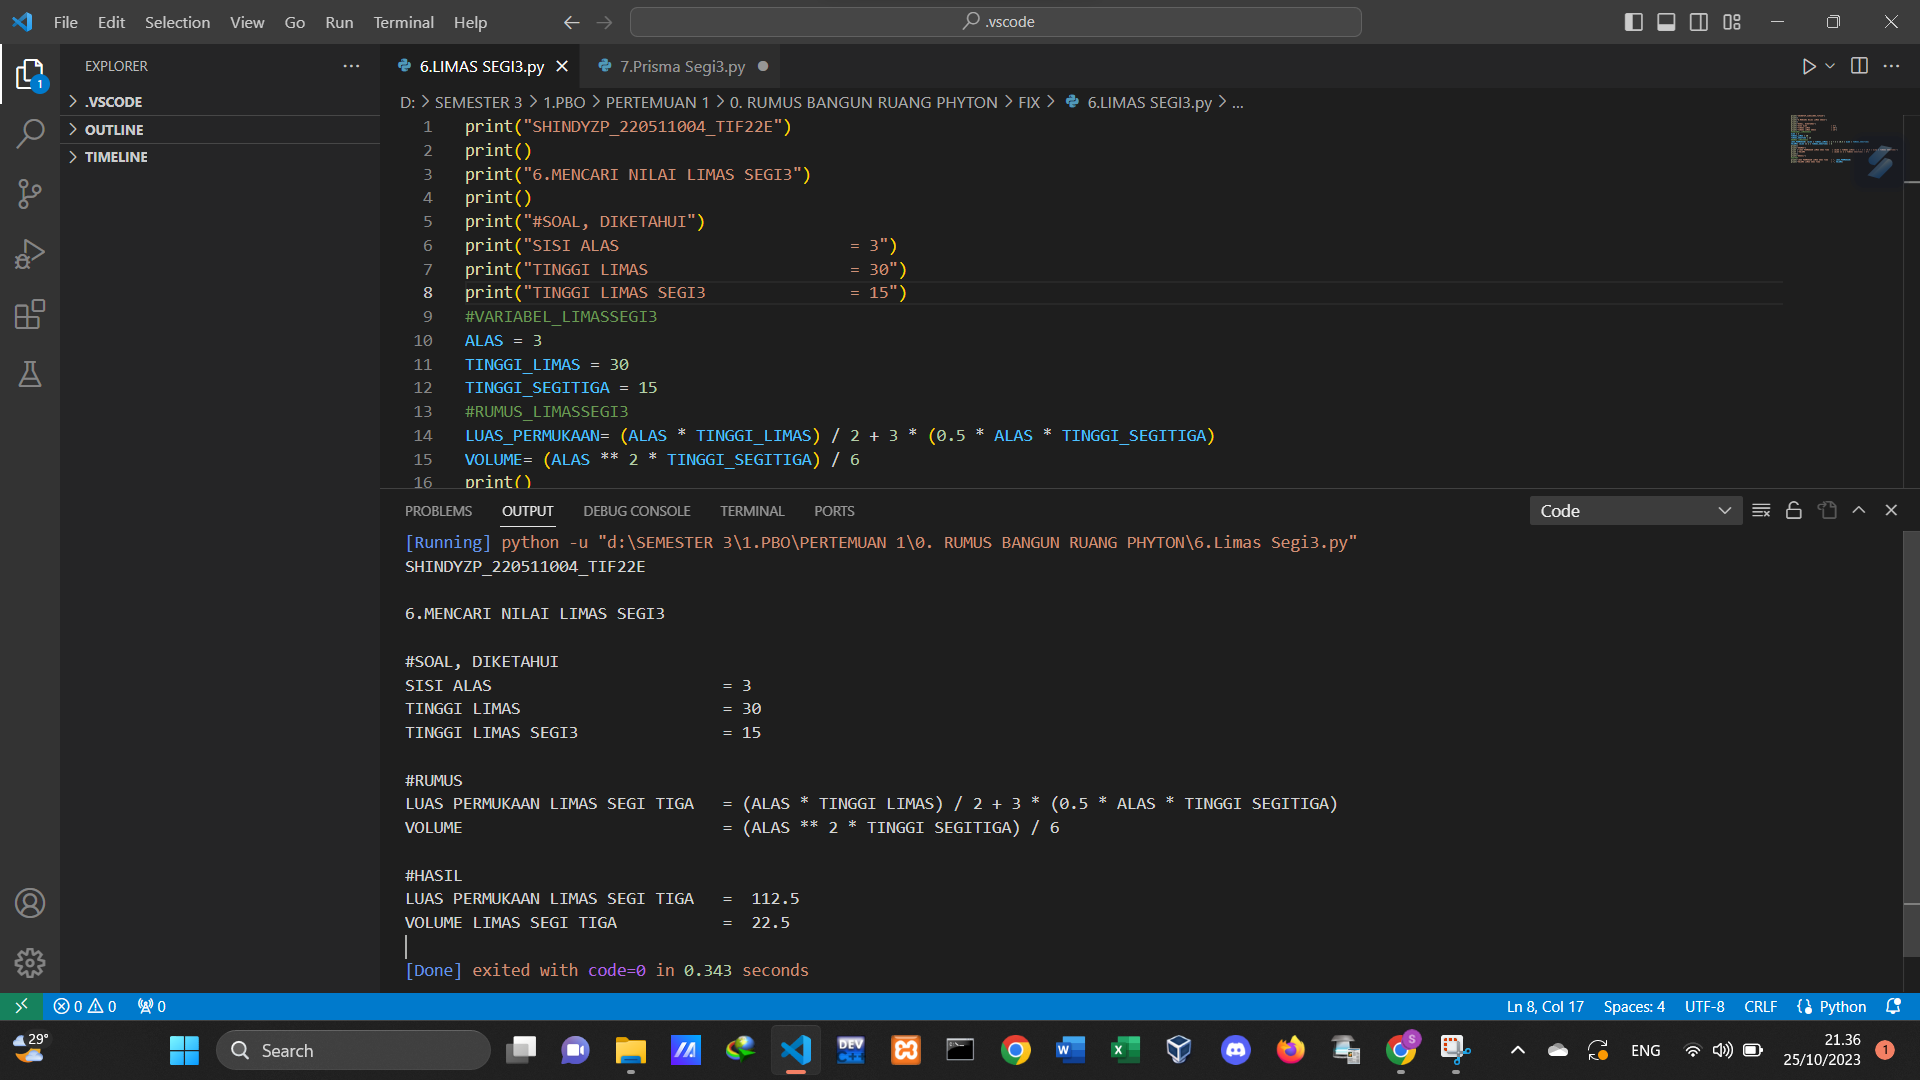 File Edit Selection View Go Run Terminal Help
.vscode
EXPLORER
.VSCODE
OUTLINE
TIMELINE
1
6.LIMAS SEGI3.py
7.Prisma Segi3.py
D: > SEMESTER 3 > 1.PBO > PERTEMUAN 1 > 0. RUMUS BANGUN RUANG PHYTON > FIX > 6.LIMAS SEGI3.py > ...
1 print("SHINDYZP_220511004_TIF22E")
2 print()
3 print("6.MENCARI NILAI LIMAS SEGI3")
4 print()
5 print("#SOAL, DIKETAHUI")
6 print("SISI ALAS                        = 3")
7 print("TINGGI LIMAS                     = 30")
8 print("TINGGI LIMAS SEGI3               = 15")
9 #VARIABEL_LIMASSEGI3
10 ALAS = 3
11 TINGGI_LIMAS = 30
12 TINGGI_SEGITIGA = 15
13 #RUMUS_LIMASSEGI3
14 LUAS_PERMUKAAN= (ALAS * TINGGI_LIMAS) / 2 + 3 * (0.5 * ALAS * TINGGI_SEGITIGA)
15 VOLUME= (ALAS ** 2 * TINGGI_SEGITIGA) / 6
16 print()
PROBLEMS OUTPUT DEBUG CONSOLE TERMINAL PORTS
Code
[Running] python -u "d:\SEMESTER 3\1.PBO\PERTEMUAN 1\0. RUMUS BANGUN RUANG PHYTON\6.Limas Segi3.py"
SHINDYZP_220511004_TIF22E
6.MENCARI NILAI LIMAS SEGI3
#SOAL, DIKETAHUI
SISI ALAS                        = 3
TINGGI LIMAS                     = 30
TINGGI LIMAS SEGI3               = 15
#RUMUS
LUAS PERMUKAAN LIMAS SEGI TIGA   = (ALAS * TINGGI LIMAS) / 2 + 3 * (0.5 * ALAS * TINGGI SEGITIGA)
VOLUME                           = (ALAS ** 2 * TINGGI SEGITIGA) / 6
#HASIL
LUAS PERMUKAAN LIMAS SEGI TIGA   =  112.5
VOLUME LIMAS SEGI TIGA           =  22.5
[Done] exited with code=0 in 0.343 seconds
0 0 0
Ln 8, Col 17 Spaces: 4 UTF-8 CRLF Python
29°
Search
DEV C++
W
X
S
ENG
21.36
25/10/2023
1